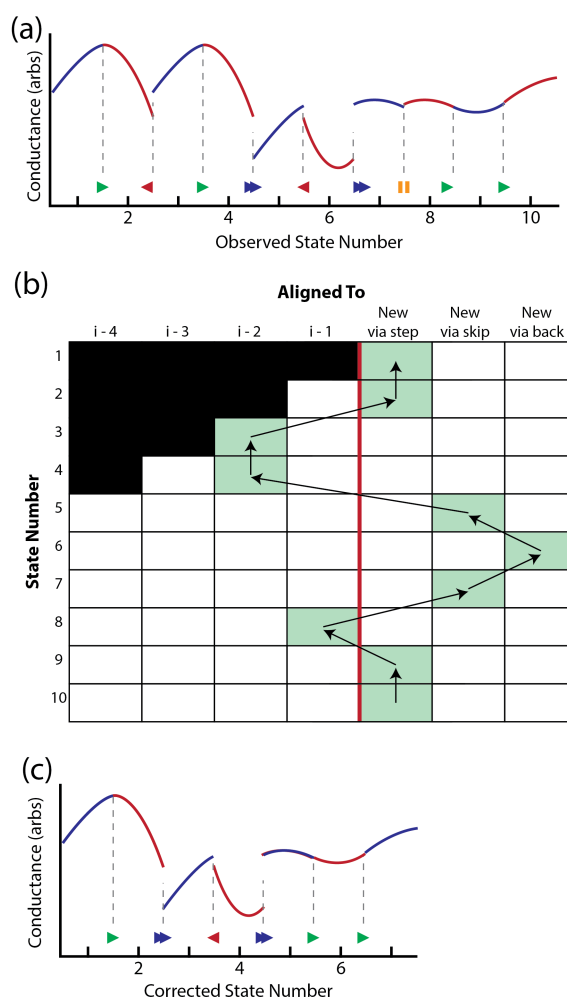 (a)
Conductance (arbs)
2 4 6 8 10
Observed State Number
(b)
Aligned To
i - 4 i - 3 i - 2 i - 1 New via step New via skip New via back
State Number
1
2
3
4
5
6
7
8
9
10
(c)
Conductance (arbs)
2 4 6
Corrected State Number